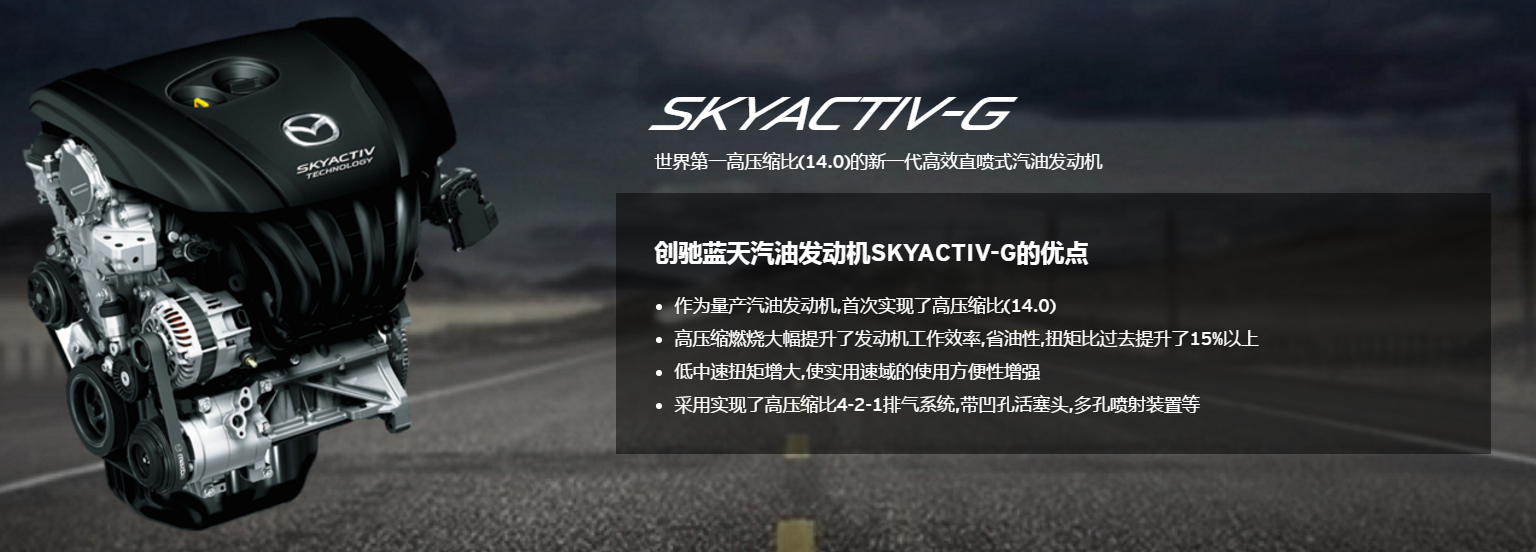 SKYACTIV
TECHNOLOGY
SKYACTIV-G
世界第一高压缩比(14.0)的新一代高效直喷式汽油发动机
创驰蓝天汽油发动机SKYACTIV-G的优点
• 作为量产汽油发动机,首次实现了高压缩比(14.0)
• 高压缩燃烧大幅提升了发动机工作效率,省油性,扭矩比过去提升了15%以上
• 低中速扭矩增大,使实用速域的使用方便性增强
• 采用实现了高压缩比4-2-1排气系统,带凹孔活塞头,多孔喷射装置等